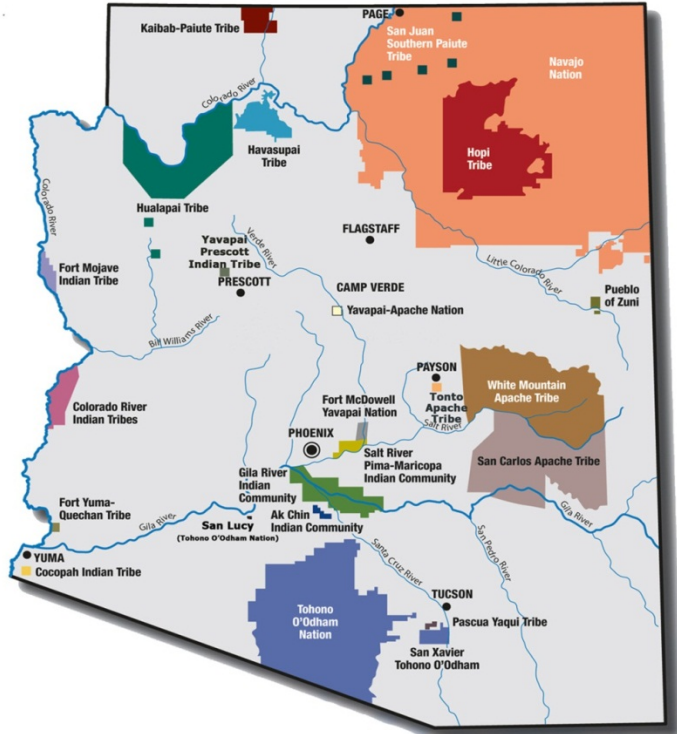 Kaibab-Paiute Tribe
PAGE
San Juan
Southern Paiute
Tribe
Navajo
Nation
Colorado River
Havasupai
Tribe
Hopi
Tribe
Colorado River
Hualapai Tribe
Verde River
FLAGSTAFF
Yavapai
Prescott
Indian Tribe
PRESCOTT
Little Colorado River
Fort Mojave
Indian Tribe
CAMP VERDE
Yavapai-Apache Nation
Pueblo
of Zuni
Bill Williams River
PAYSON
Tonto
Apache
Tribe
White Mountain
Apache Tribe
Colorado River
Indian Tribes
Fort McDowell
Yavapai Nation
Salt River
PHOENIX
Salt River
Pima-Maricopa
Indian Community
San Carlos Apache Tribe
Gila River
Indian
Community
Fort Yuma-
Quechan Tribe
Gila River
San Lucy
(Tohono O'Odham Nation)
Ak Chin
Indian Community
Gila River
San Pedro River
Santa Cruz River
YUMA
Cocopah Indian Tribe
TUCSON
Tohono
O'Odham
Nation
Pascua Yaqui Tribe
San Xavier
Tohono O'Odham